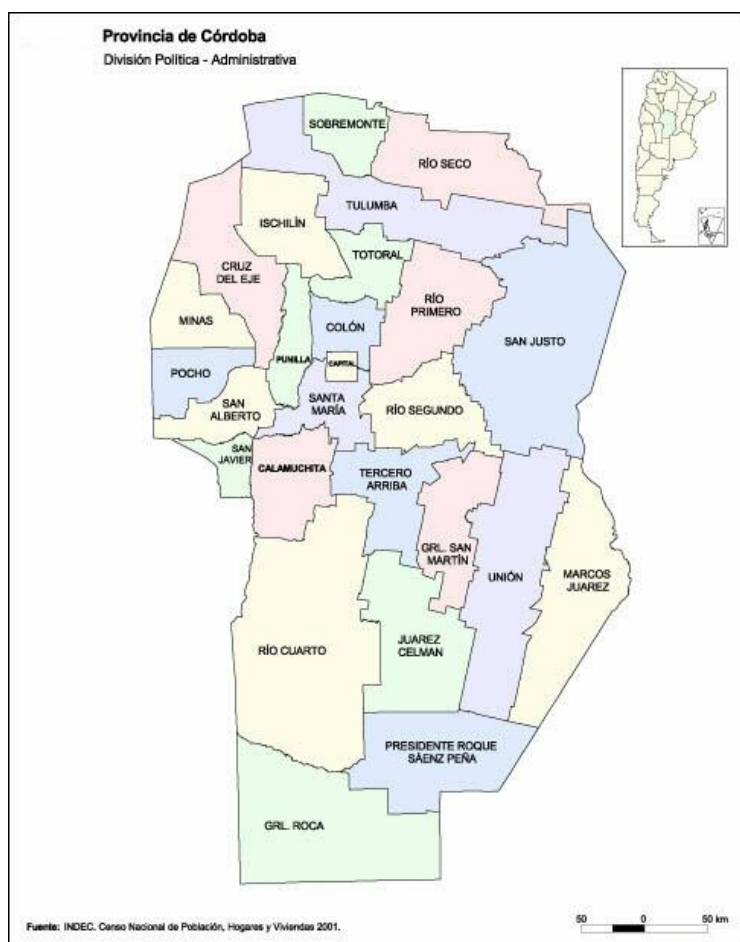 Provincia de Córdoba
División Política - Administrativa
SOBREMONTE
RÍO SECO
TULUMBA
ISCHILÍN
TOTORAL
CRUZ
DEL EJE
RÍO
PRIMERO
MINAS
COLÓN
SAN JUSTO
PUNILLA
CAPITAL
POCHO
SANTA
MARÍA
SAN
ALBERTO
RÍO SEGUNDO
SAN
JAVIER
CALAMUCHITA
TERCERO
ARRIBA
GRL. SAN
MARTÍN
UNIÓN
MARCOS
JUAREZ
RÍO CUARTO
JUAREZ
CELMAN
PRESIDENTE ROQUE
SÁENZ PEÑA
GRL. ROCA
Fuente: INDEC. Censo Nacional de Población, Hogares y Viviendas 2001.
50 0 50 km